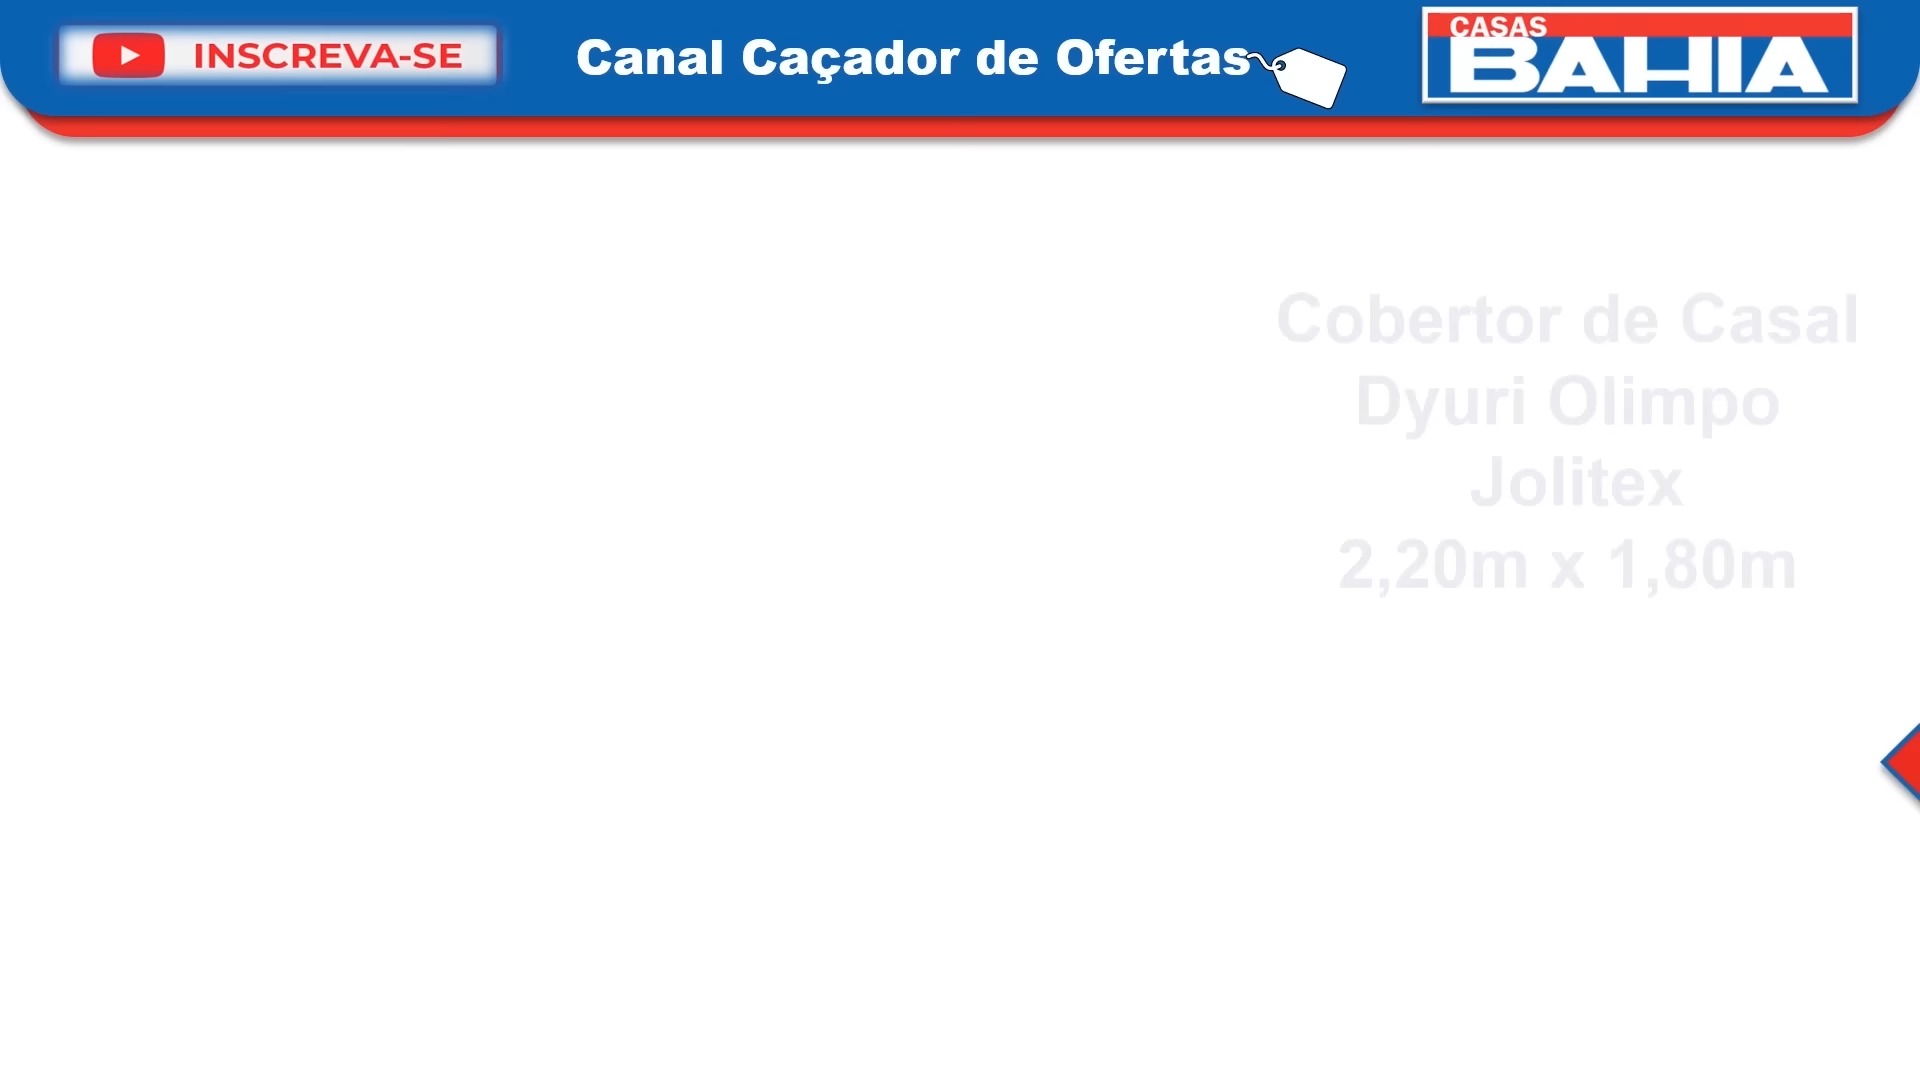 INSCREVA-SE
Canal Caçador de Ofertas
CASAS
BAHIA
Cobertor de Casal
Dyuri Olimpo
Jolitex
2,20m x 1,80m